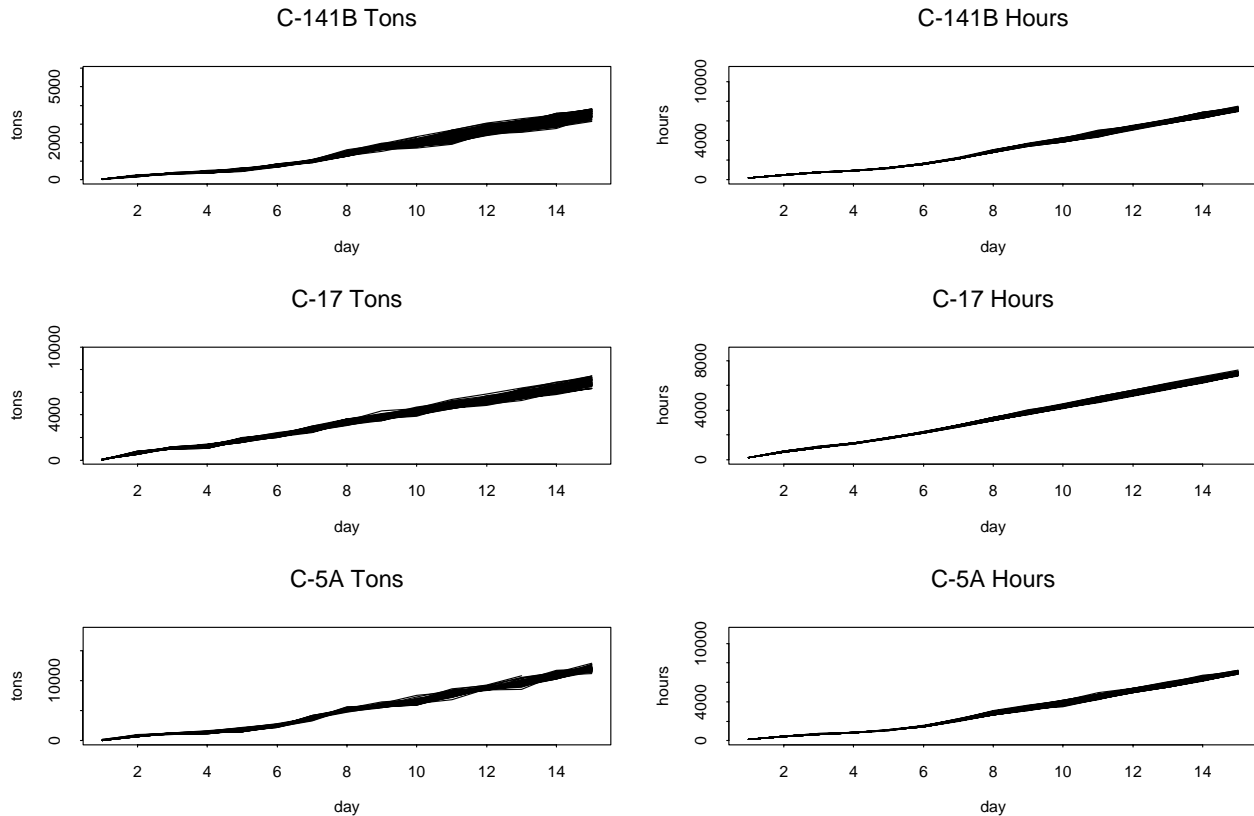 C-141B Tons
tons
0 2000 5000
2 4 6 8 10 12 14
day
C-141B Hours
hours
0 4000 10000
2 4 6 8 10 12 14
day
C-17 Tons
tons
0 4000 10000
2 4 6 8 10 12 14
day
C-17 Hours
hours
0 4000 8000
2 4 6 8 10 12 14
day
C-5A Tons
tons
0 10000
2 4 6 8 10 12 14
day
C-5A Hours
hours
0 4000 10000
2 4 6 8 10 12 14
day